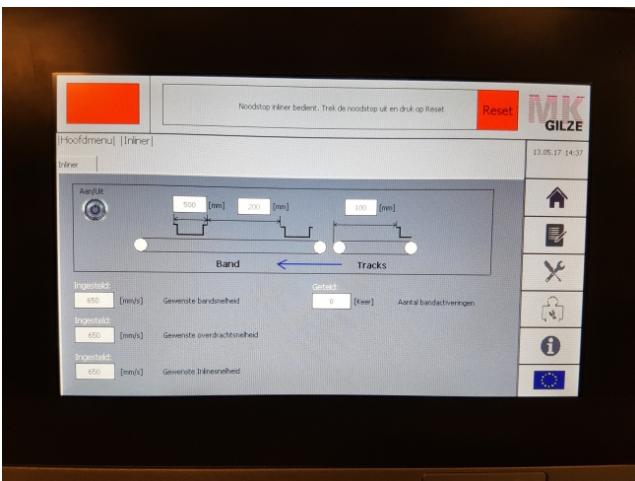 Noodstop inliner bedient. Trek de noodstop uit en druk op Reset
Reset
MK
GILZE
|Hoofdmenu| |Inliner|
13.05.17 14:37
Inliner
Aan/Uit
500 [mm] 200 [mm] 100 [mm]
Band Tracks
Ingesteld: Geteld:
650 [mm/s] Gewenste bandsnelheid 0 [Keer] Aantal bandactiveringen
Ingesteld:
650 [mm/s] Gewenste overdrachtsnelheid
Ingesteld:
650 [mm/s] Gewenste Inlinesnelheid